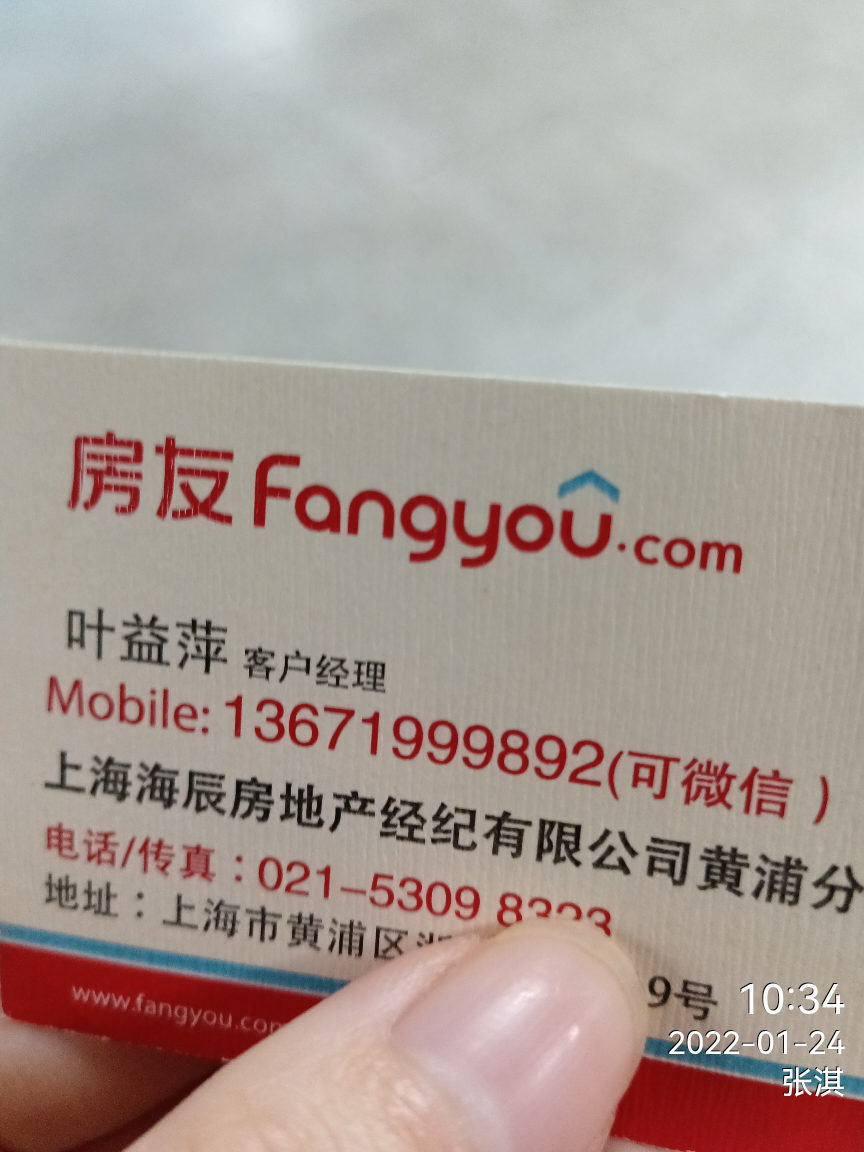 房友 Fangyou.com
叶益萍 客户经理
Mobile: 13671999892(可微信)
上海海辰房地产经纪有限公司黄浦分
电话/传真：021-5309 8323
地址：上海市黄浦区
9号
www.fangyou.com
10:34
2022-01-24
张淇